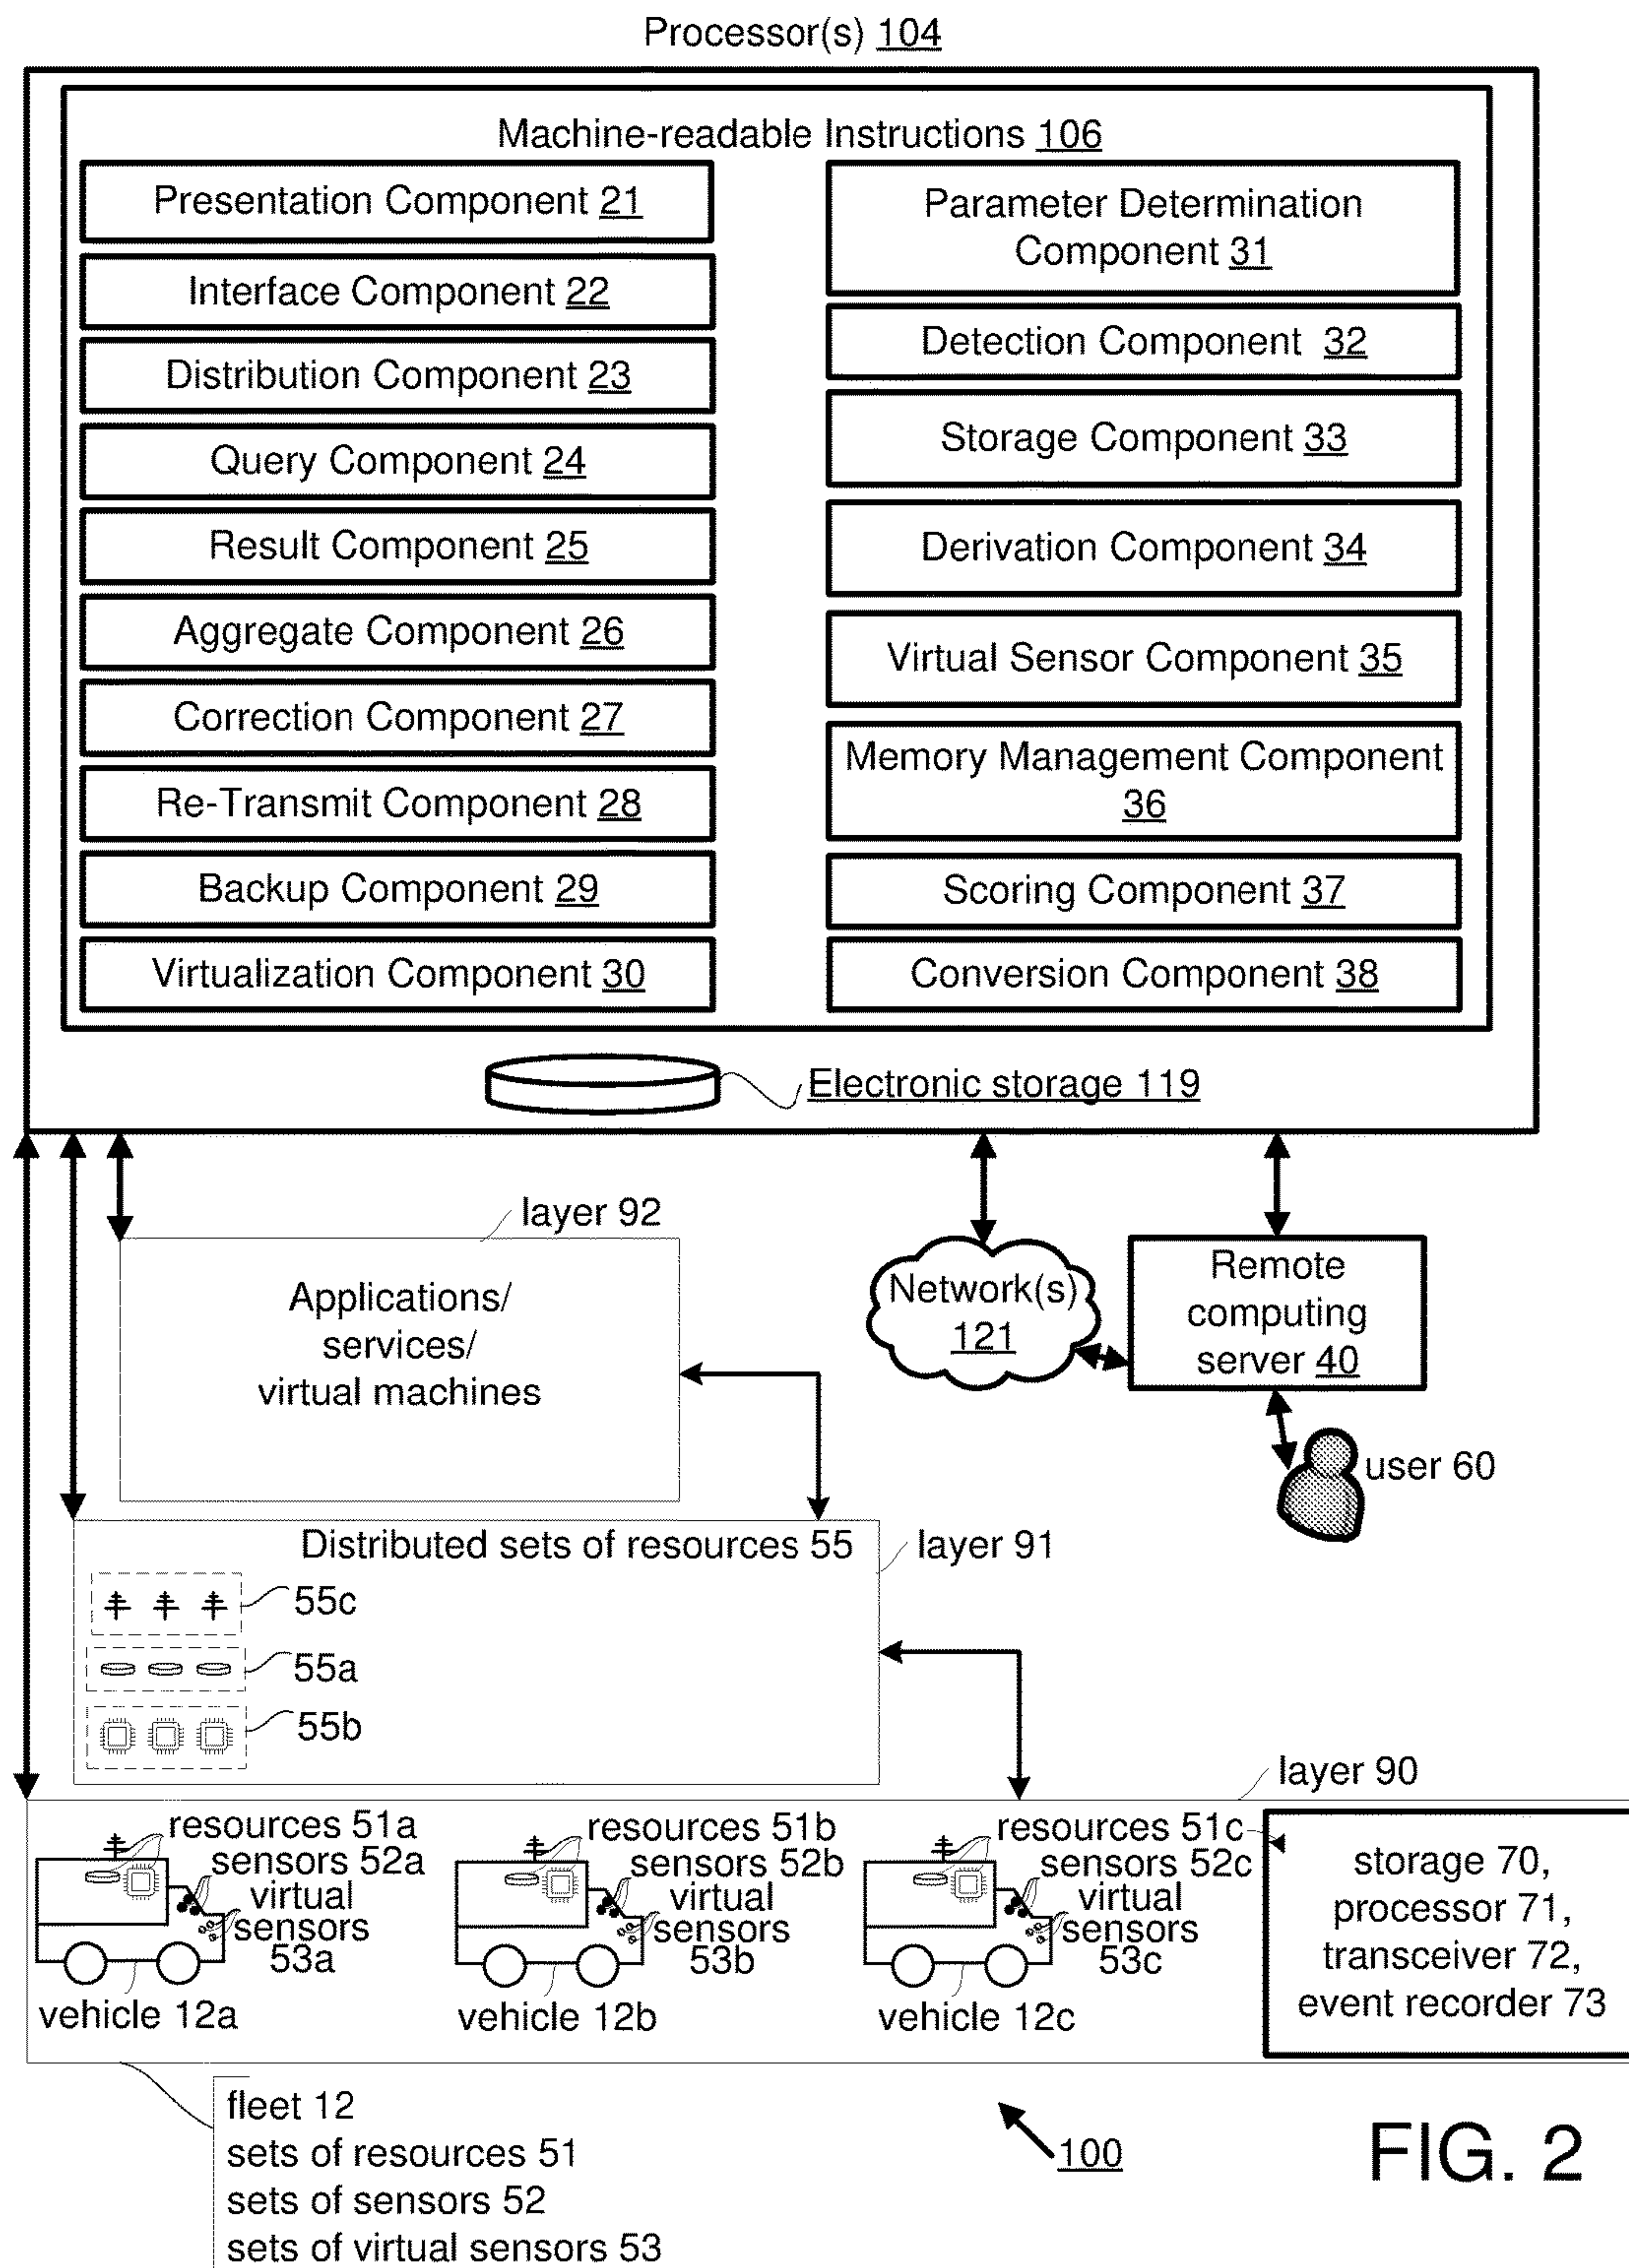 Processor(s) 104
Machine-readable Instructions 106
Presentation Component 21
Interface Component 22
Distribution Component 23
Query Component 24
Result Component 25
Aggregate Component 26
Correction Component 27
Re-Transmit Component 28
Backup Component 29
Virtualization Component 30
Parameter Determination
Component 31
Detection Component 32
Storage Component 33
Derivation Component 34
Virtual Sensor Component 35
Memory Management Component
36
Scoring Component 37
Conversion Component 38
Electronic storage 119
layer 92
Applications/
services/
virtual machines
Network(s)
121
Remote
computing
server 40
user 60
Distributed sets of resources 55
layer 91
55c
55a
55b
layer 90
resources 51a
sensors 52a
virtual
sensors
53a
vehicle 12a
resources 51b
sensors 52b
virtual
sensors
53b
vehicle 12b
resources 51c
sensors 52c
virtual
sensors
53c
vehicle 12c
storage 70,
processor 71,
transceiver 72,
event recorder 73
fleet 12
sets of resources 51
sets of sensors 52
sets of virtual sensors 53
100
FIG. 2